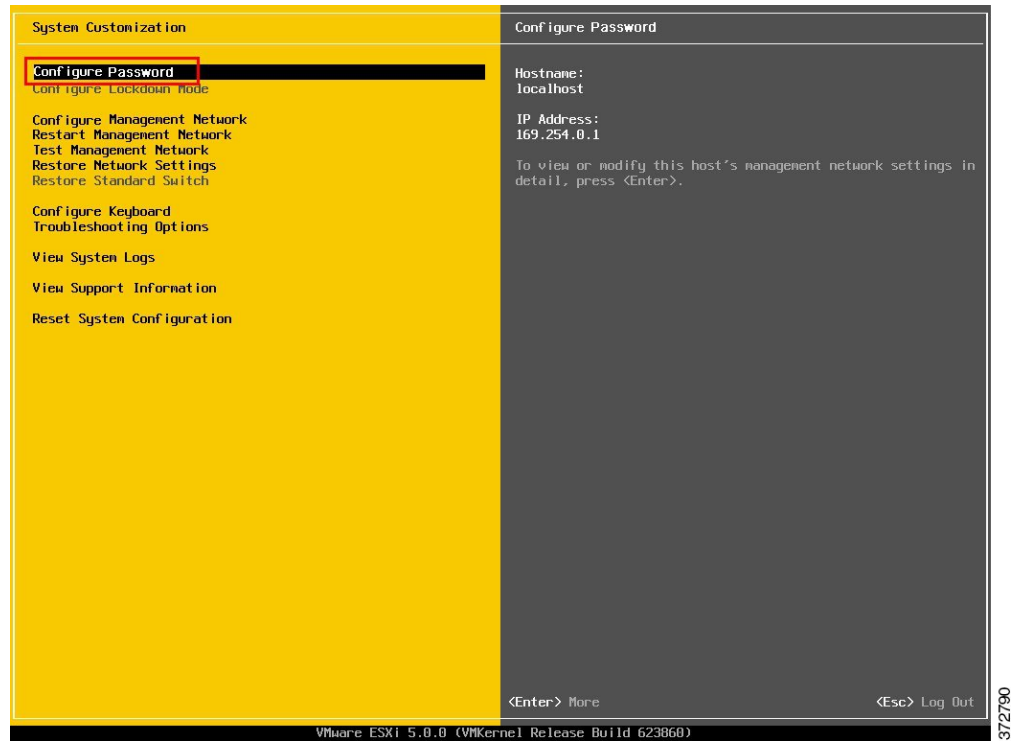 System Customization
Configure Password
Configure Lockdown Mode
Configure Management Network
Restart Management Network
Test Management Network
Restore Network Settings
Restore Standard Switch
Configure Keyboard
Troubleshooting Options
View System Logs
View Support Information
Reset System Configuration
Configure Password
Hostname:
localhost
IP Address:
169.254.0.1
To view or modify this host's management network settings in
detail, press <Enter>.
<Enter> More
<Esc> Log Out
VMware ESXi 5.0.0 (VMKernel Release Build 623860)
372790